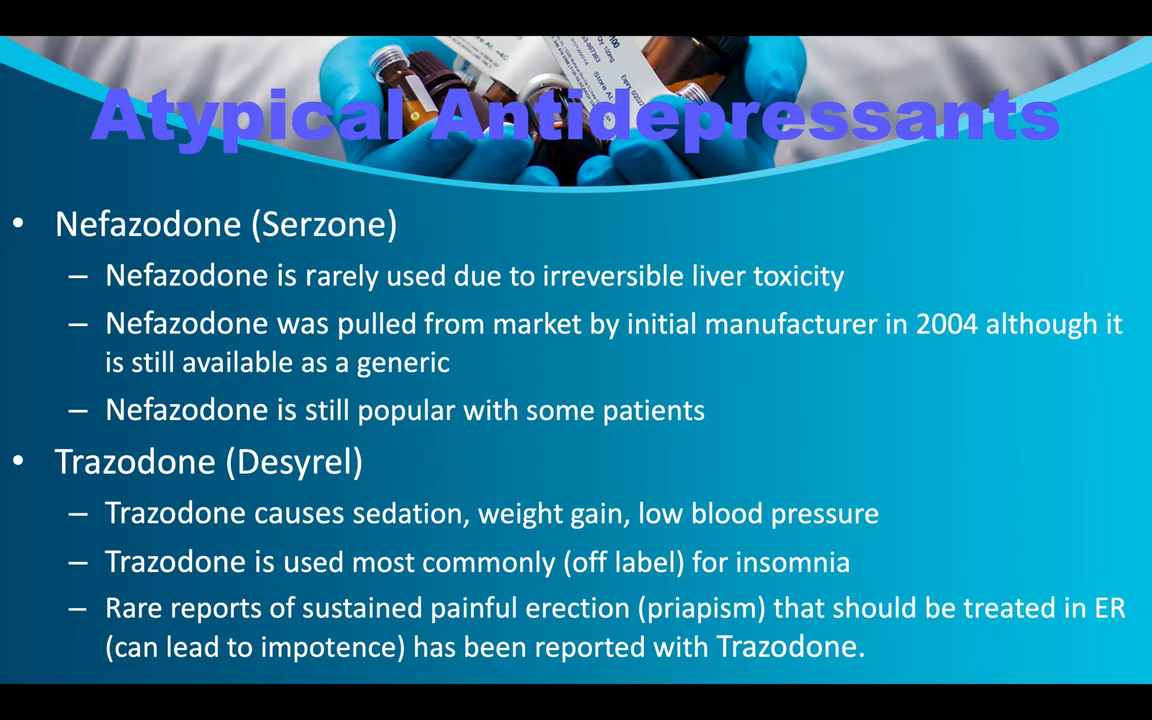 Atypical Antidepressants
• Nefazodone (Serzone)
– Nefazodone is rarely used due to irreversible liver toxicity
– Nefazodone was pulled from market by initial manufacturer in 2004 although it
is still available as a generic
– Nefazodone is still popular with some patients
• Trazodone (Desyrel)
– Trazodone causes sedation, weight gain, low blood pressure
– Trazodone is used most commonly (off label) for insomnia
– Rare reports of sustained painful erection (priapism) that should be treated in ER
(can lead to impotence) has been reported with Trazodone.